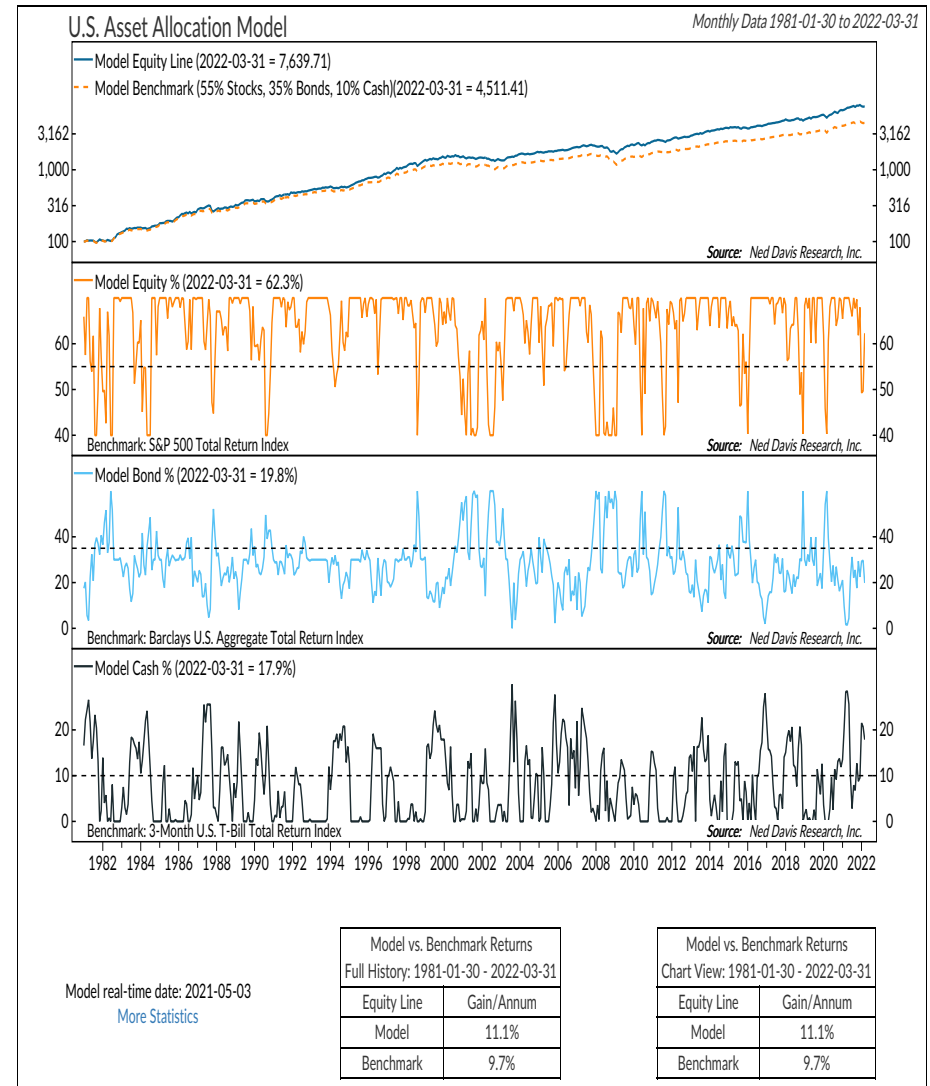 U.S. Asset Allocation Model
Monthly Data 1981-01-30 to 2022-03-31
Model Equity Line (2022-03-31 = 7,639.71)
Model Benchmark (55% Stocks, 35% Bonds, 10% Cash)(2022-03-31 = 4,511.41)
3,162 3,162
1,000 1,000
316 316
100 100
Source: Ned Davis Research, Inc.
Model Equity % (2022-03-31 = 62.3%)
60 60
50 50
40 40
Benchmark: S&P 500 Total Return Index
Source: Ned Davis Research, Inc.
Model Bond % (2022-03-31 = 19.8%)
40 40
20 20
0 0
Benchmark: Barclays U.S. Aggregate Total Return Index
Source: Ned Davis Research, Inc.
Model Cash % (2022-03-31 = 17.9%)
20 20
10 10
0 0
Benchmark: 3-Month U.S. T-Bill Total Return Index
Source: Ned Davis Research, Inc.
1982 1984 1986 1988 1990 1992 1994 1996 1998 2000 2002 2004 2006 2008 2010 2012 2014 2016 2018 2020 2022
Model real-time date: 2021-05-03
More Statistics
Model vs. Benchmark Returns
Full History: 1981-01-30 - 2022-03-31
Equity Line Gain/Annum
Model 11.1%
Benchmark 9.7%
Model vs. Benchmark Returns
Chart View: 1981-01-30 - 2022-03-31
Equity Line Gain/Annum
Model 11.1%
Benchmark 9.7%